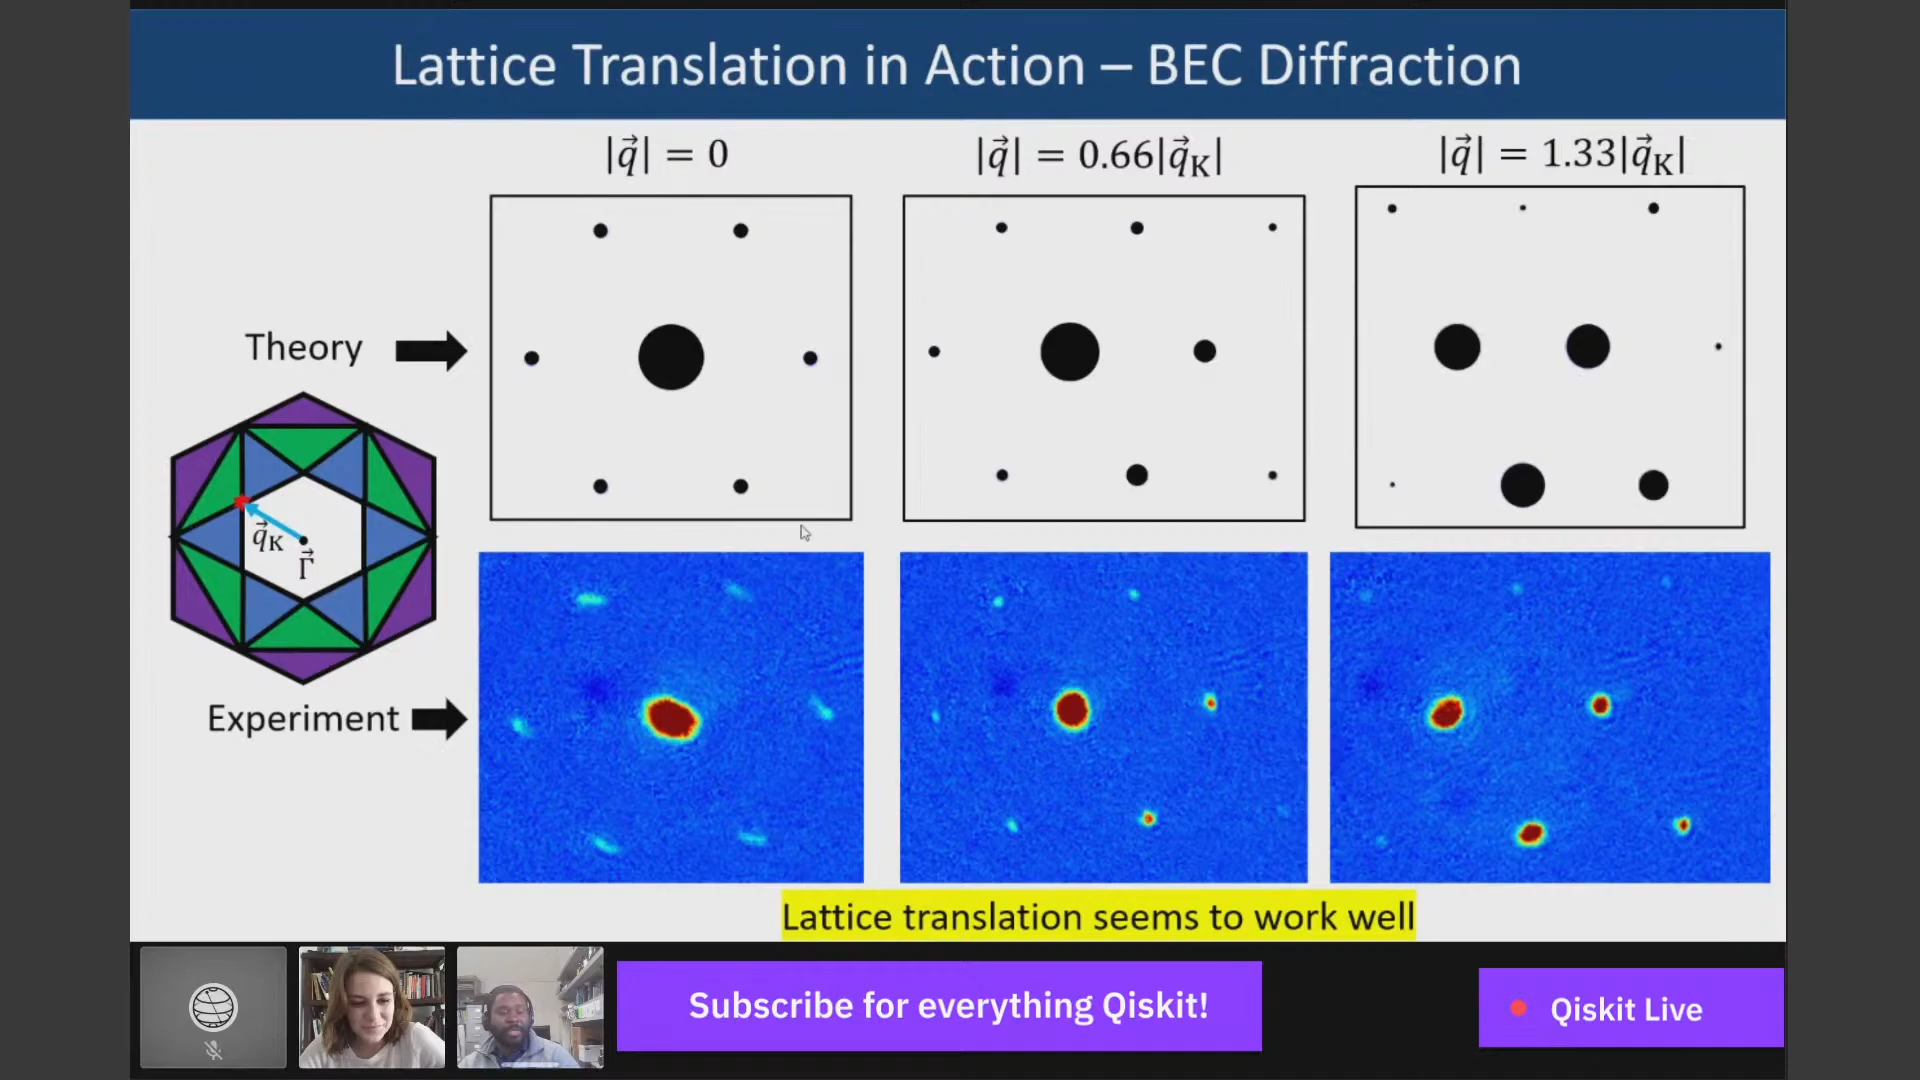 Lattice Translation in Action – BEC Diffraction
|q⃗| = 0
|q⃗| = 0.66|q⃗K|
|q⃗| = 1.33|q⃗K|
Theory
q⃗K
Γ⃗
Experiment
Lattice translation seems to work well
Subscribe for everything Qiskit!
Qiskit Live